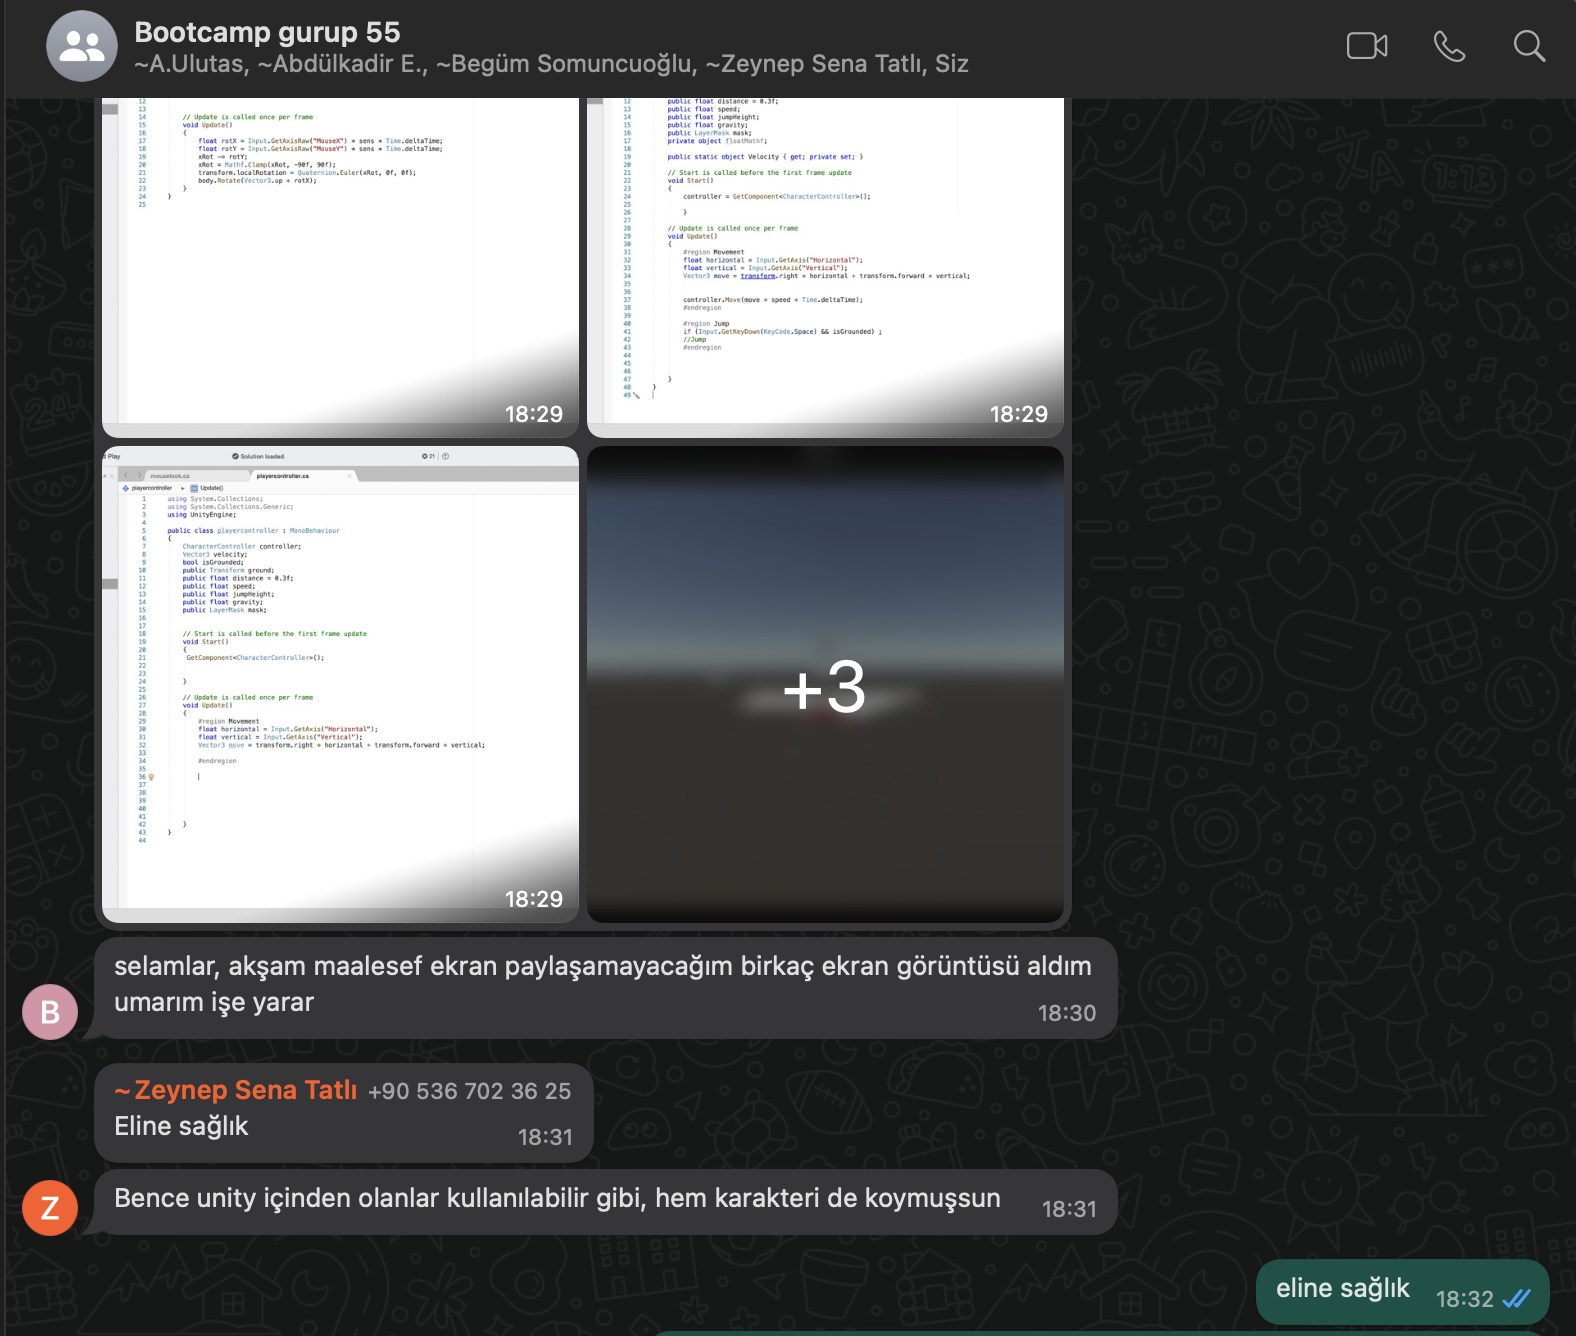 Bootcamp gurup 55
~A.Ulutas, ~Abdülkadir E., ~Begüm Somuncuoğlu, ~Zeynep Sena Tatlı, Siz
12
13
14 // Update is called once per frame
15 void Update()
16 {
17 float rotX = Input.GetAxisRaw("MouseX") * sens * Time.deltaTime;
18 float rotY = Input.GetAxisRaw("MouseY") * sens * Time.deltaTime;
19 xRot -= rotY;
20 xRot = Mathf.Clamp(xRot, -90f, 90f);
21 transform.localRotation = Quaternion.Euler(xRot, 0f, 0f);
22 body.Rotate(Vector3.up * rotX);
23 }
24 }
25
18:29
12 public float distance = 0.3f;
13 public float speed;
14 public float jumpHeight;
15 public float gravity;
16 public LayerMask mask;
17 private object floatMathf;
18
19 public static object Velocity { get; private set; }
20
21 // Start is called before the first frame update
22 void Start()
23 {
24 controller = GetComponent<CharacterController>();
25
26 }
27
28 // Update is called once per frame
29 void Update()
30 {
31 #region Movement
32 float horizontal = Input.GetAxis("Horizontal");
33 float vertical = Input.GetAxis("Vertical");
34 Vector3 move = transform.right * horizontal + transform.forward * vertical;
35
36
37 controller.Move(move * speed * Time.deltaTime);
38 #endregion
39
40 #region Jump
41 if (Input.GetKeyDown(KeyCode.Space) && isGrounded) ;
42 //Jump
43 #endregion
44
45
46
47 }
48 }
49
18:29
d Play
Solution loaded.
21
mouselook.cs
playercontroller.cs
playercontroller
Update()
1 using System.Collections;
2 using System.Collections.Generic;
3 using UnityEngine;
4
5 public class playercontroller : MonoBehaviour
6 {
7 CharacterController controller;
8 Vector3 velocity;
9 bool isGrounded;
10 public Transform ground;
11 public float distance = 0.3f;
12 public float speed;
13 public float jumpHeight;
14 public float gravity;
15 public LayerMask mask;
16
17
18 // Start is called before the first frame update
19 void Start()
20 {
21 GetComponent<CharacterController>();
22
23
24 }
25
26 // Update is called once per frame
27 void Update()
28 {
29 #region Movement
30 float horizontal = Input.GetAxis("Horizontal");
31 float vertical = Input.GetAxis("Vertical");
32 Vector3 move = transform.right * horizontal + transform.forward * vertical;
33
34 #endregion
35
36
37
38
39
40
41
42 }
43 }
44
18:29
+3
selamlar, akşam maalesef ekran paylaşamayacağım birkaç ekran görüntüsü aldım
umarım işe yarar
18:30
B
~Zeynep Sena Tatlı +90 536 702 36 25
Eline sağlık
18:31
Bence unity içinden olanlar kullanılabilir gibi, hem karakteri de koymuşsun
18:31
Z
eline sağlık
18:32